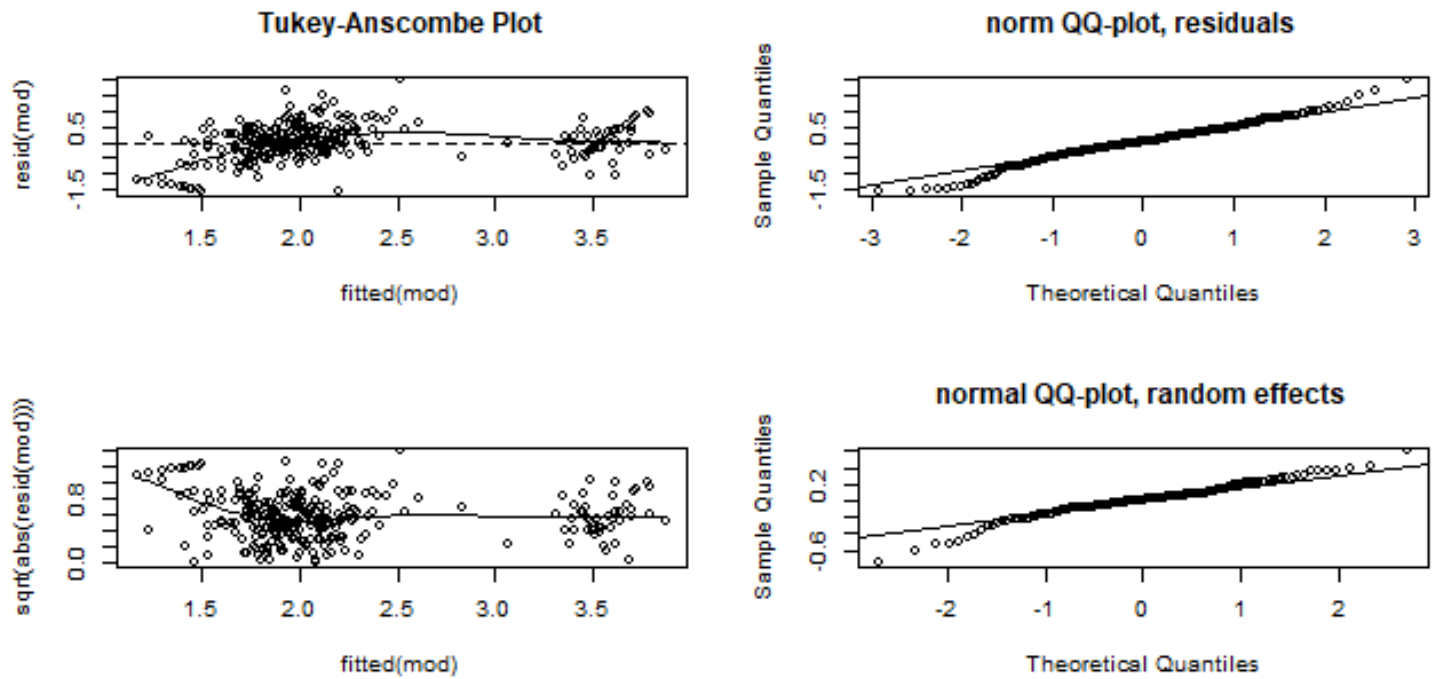 Tukey-Anscombe Plot
resid(mod)
-1.5 0.5
1.5 2.0 2.5 3.0 3.5
fitted(mod)
norm QQ-plot, residuals
Sample Quantiles
-1.5 0.5
-3 -2 -1 0 1 2 3
Theoretical Quantiles
sqrt(abs(resid(mod)))
0.0 0.8
1.5 2.0 2.5 3.0 3.5
fitted(mod)
normal QQ-plot, random effects
Sample Quantiles
-0.6 0.2
-2 -1 0 1 2
Theoretical Quantiles